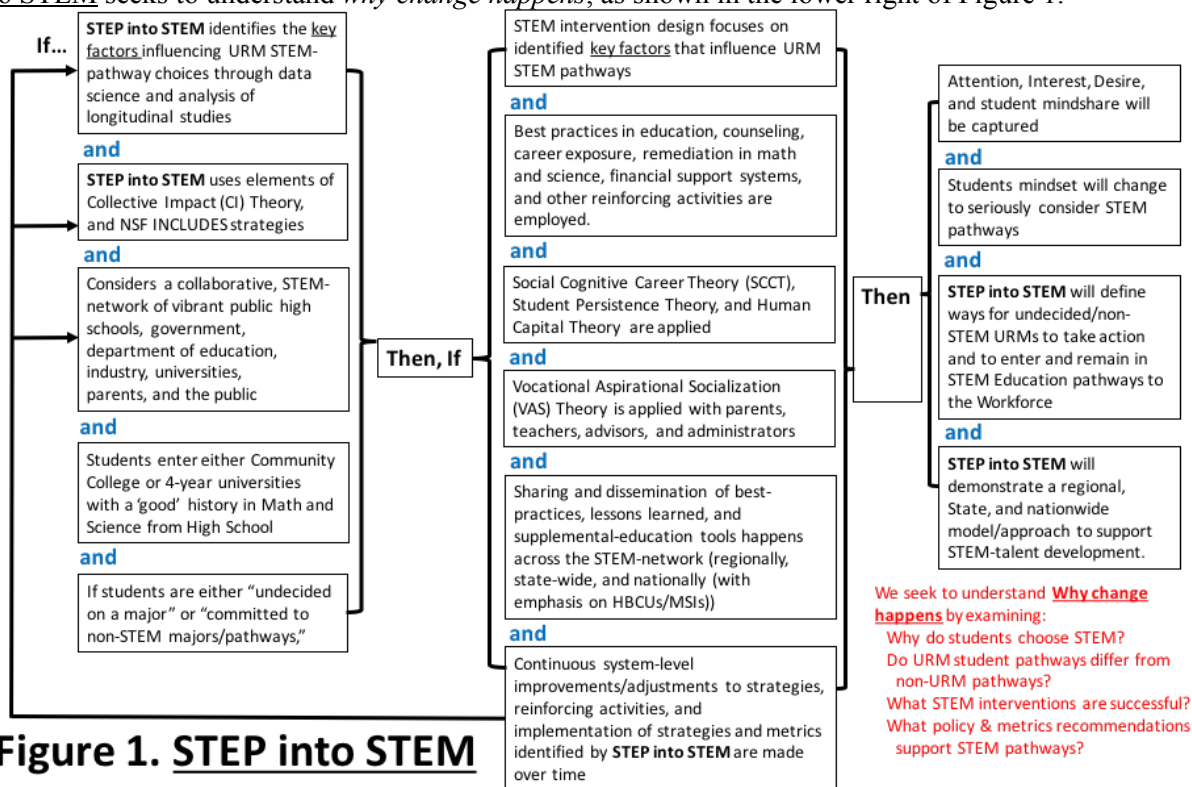 o STEM seeks to understand why change happens, as shown in the lower right of Figure 1.
If…
STEP into STEM identifies the key
factors influencing URM STEM-
pathway choices through data
science and analysis of
longitudinal studies
and
STEP into STEM uses elements of
Collective Impact (CI) Theory,
and NSF INCLUDES strategies
and
Considers a collaborative, STEM-
network of vibrant public high
schools, government,
department of education,
industry, universities,
parents, and the public
and
Students enter either Community
College or 4-year universities
with a ‘good’ history in Math and
Science from High School
and
If students are either “undecided
on a major” or “committed to
non-STEM majors/pathways,”
Then, If
STEM intervention design focuses on
identified key factors that influence URM
STEM pathways
and
Best practices in education, counseling,
career exposure, remediation in math
and science, financial support systems,
and other reinforcing activities are
employed.
and
Social Cognitive Career Theory (SCCT),
Student Persistence Theory, and Human
Capital Theory are applied
and
Vocational Aspirational Socialization
(VAS) Theory is applied with parents,
teachers, advisors, and administrators
and
Sharing and dissemination of best-
practices, lessons learned, and
supplemental-education tools happens
across the STEM-network (regionally,
state-wide, and nationally (with
emphasis on HBCUs/MSIs))
and
Continuous system-level
improvements/adjustments to strategies,
reinforcing activities, and
implementation of strategies and metrics
identified by STEP into STEM are made
over time
Then
Attention, Interest, Desire,
and student mindshare will
be captured
and
Students mindset will change
to seriously consider STEM
pathways
and
STEP into STEM will define
ways for undecided/non-
STEM URMs to take action
and to enter and remain in
STEM Education pathways to
the Workforce
and
STEP into STEM will
demonstrate a regional,
State, and nationwide
model/approach to support
STEM-talent development.
We seek to understand Why change
happens by examining:
Why do students choose STEM?
Do URM student pathways differ from
non-URM pathways?
What STEM interventions are successful?
What policy & metrics recommendations
support STEM pathways?
Figure 1. STEP into STEM